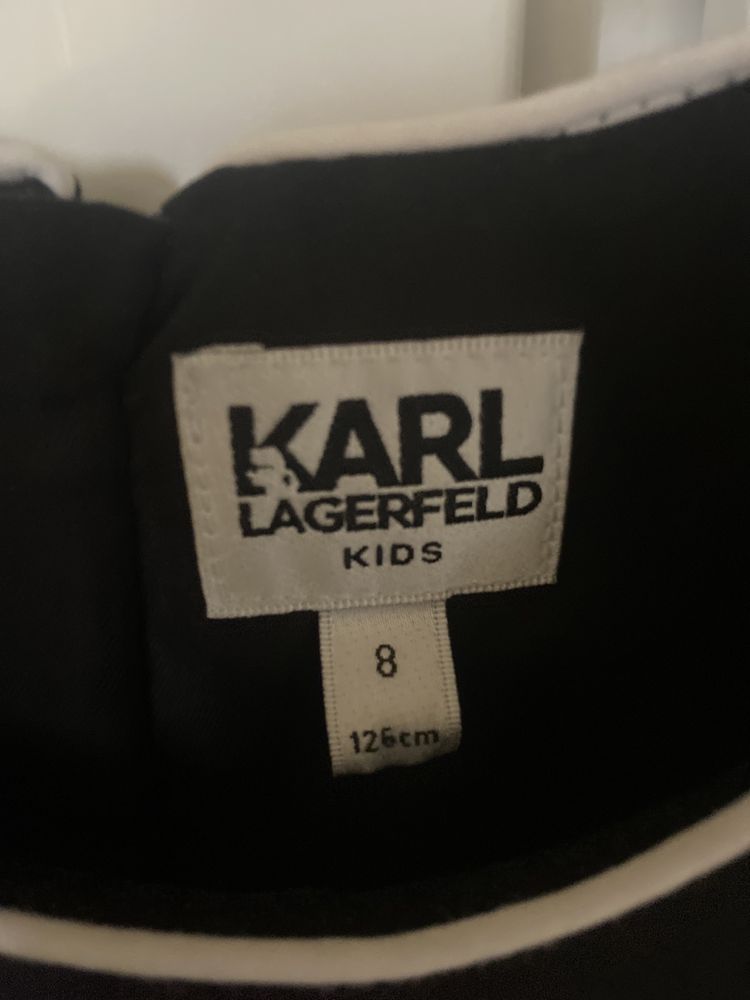 KARL
LAGERFELD
KIDS
8
126cm